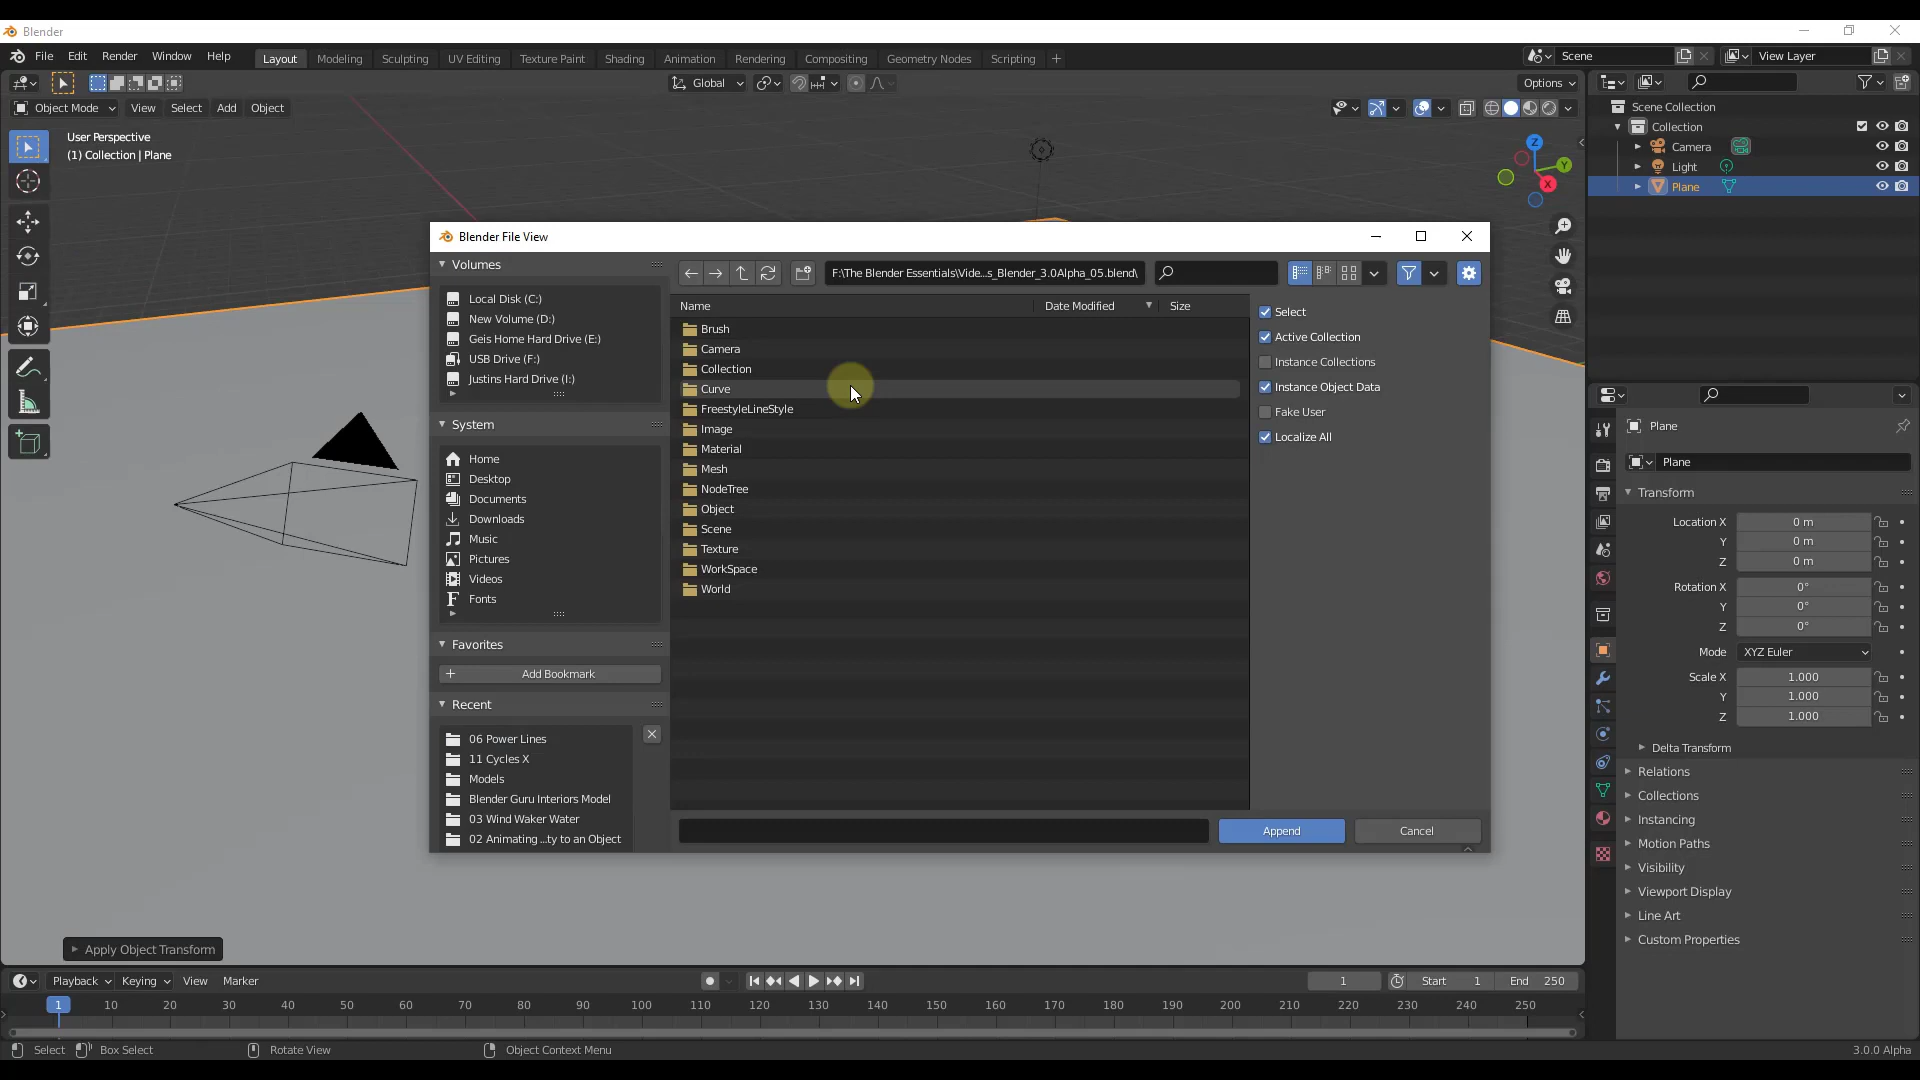 Blender
File Edit Render Window Help Layout Modeling Sculpting UV Editing Texture Paint Shading Animation Rendering Compositing Geometry Nodes Scripting + Scene View Layer
Global Options
Object Mode View Select Add Object
User Perspective
(1) Collection | Plane
Z
Y
X
Scene Collection
Collection
Camera
Light
Plane
Blender File View
Volumes
Local Disk (C:)
New Volume (D:)
Geis Home Hard Drive (E:)
USB Drive (F:)
Justins Hard Drive (I:)
System
Home
Desktop
Documents
Downloads
Music
Pictures
Videos
Fonts
Favorites
+ Add Bookmark
Recent
06 Power Lines
11 Cycles X
Models
Blender Guru Interiors Model
03 Wind Waker Water
02 Animating ...ty to an Object
F:\The Blender Essentials\Vide...s_Blender_3.0Alpha_05.blend\
Name Date Modified Size
Brush
Camera
Collection
Curve
FreestyleLineStyle
Image
Material
Mesh
NodeTree
Object
Scene
Texture
WorkSpace
World
Select
Active Collection
Instance Collections
Instance Object Data
Fake User
Localize All
Append Cancel
Plane
Plane
Transform
Location X 0 m
Y 0 m
Z 0 m
Rotation X 0°
Y 0°
Z 0°
Mode XYZ Euler
Scale X 1.000
Y 1.000
Z 1.000
Delta Transform
Relations
Collections
Instancing
Motion Paths
Visibility
Viewport Display
Line Art
Custom Properties
Apply Object Transform
Playback Keying View Marker 1 Start 1 End 250
1 10 20 30 40 50 60 70 80 90 100 110 120 130 140 150 160 170 180 190 200 210 220 230 240 250
Select Box Select Rotate View Object Context Menu 3.0.0 Alpha